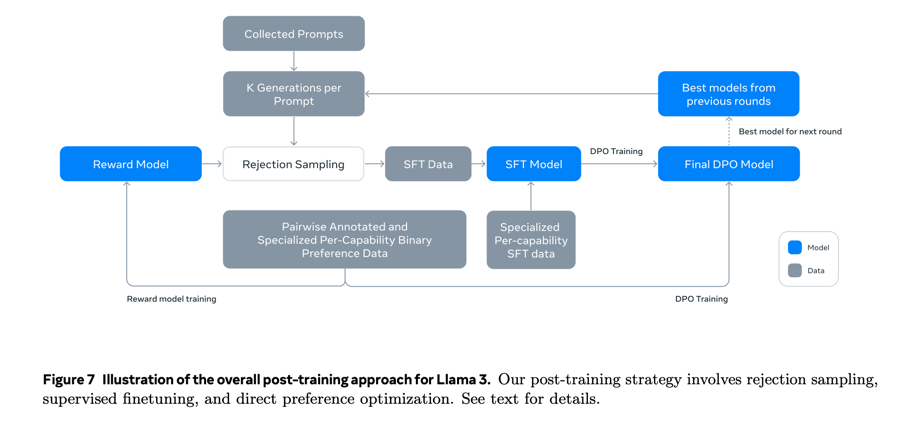 Collected Prompts
K Generations per
Prompt
Best models from
previous rounds
Best model for next round
Reward Model
Rejection Sampling
SFT Data
SFT Model
DPO Training
Final DPO Model
Pairwise Annotated and
Specialized Per-Capability Binary
Preference Data
Specialized
Per-capability
SFT data
Model
Data
Reward model training
DPO Training
Figure 7 Illustration of the overall post-training approach for Llama 3. Our post-training strategy involves rejection sampling,
supervised finetuning, and direct preference optimization. See text for details.